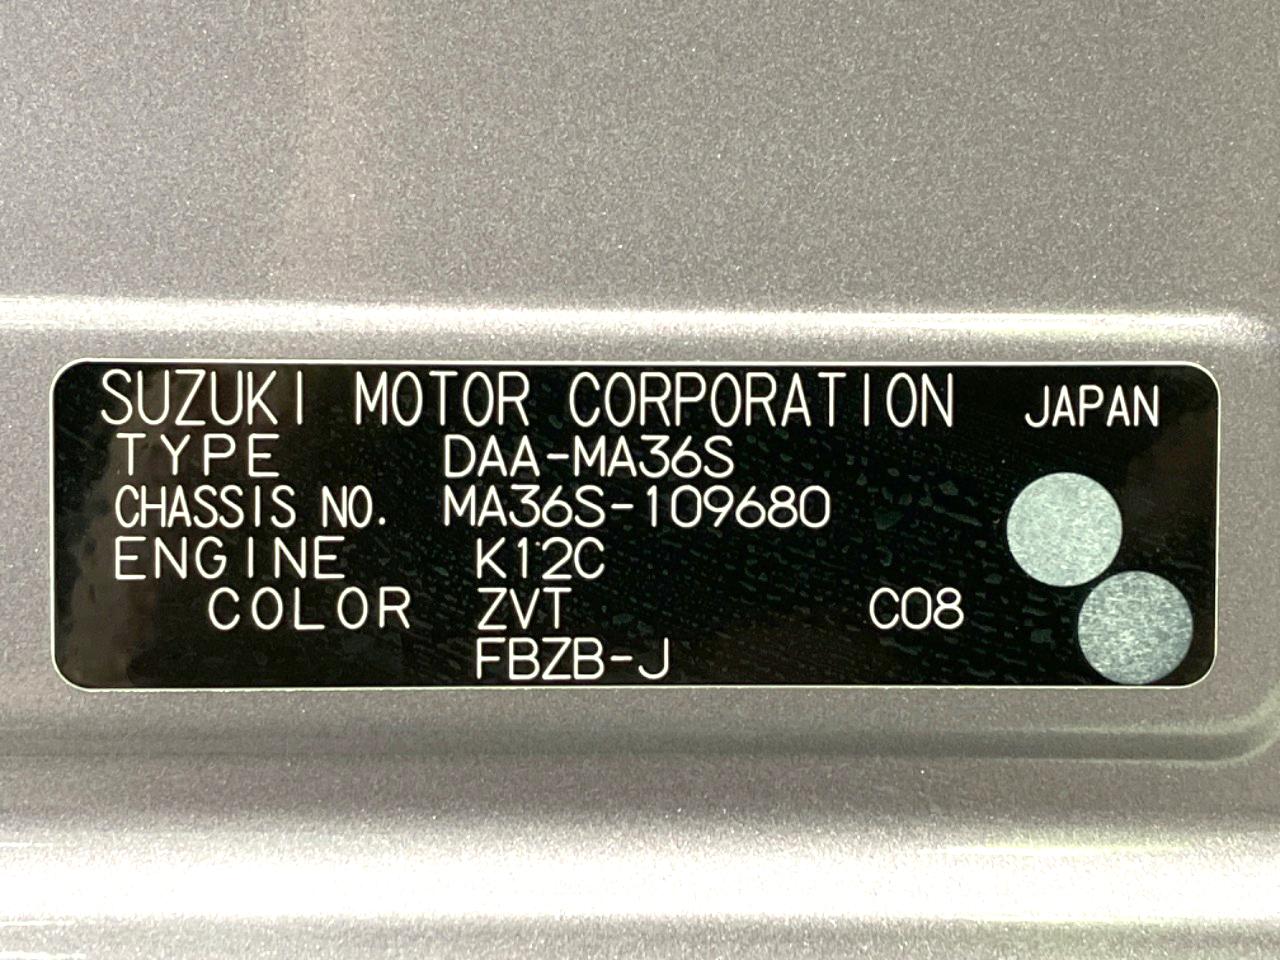 SUZUKI MOTOR CORPORATION JAPAN
TYPE DAA-MA36S
CHASSIS NO. MA36S-109680
ENGINE K12C
COLOR ZVT C08
FBZB-J